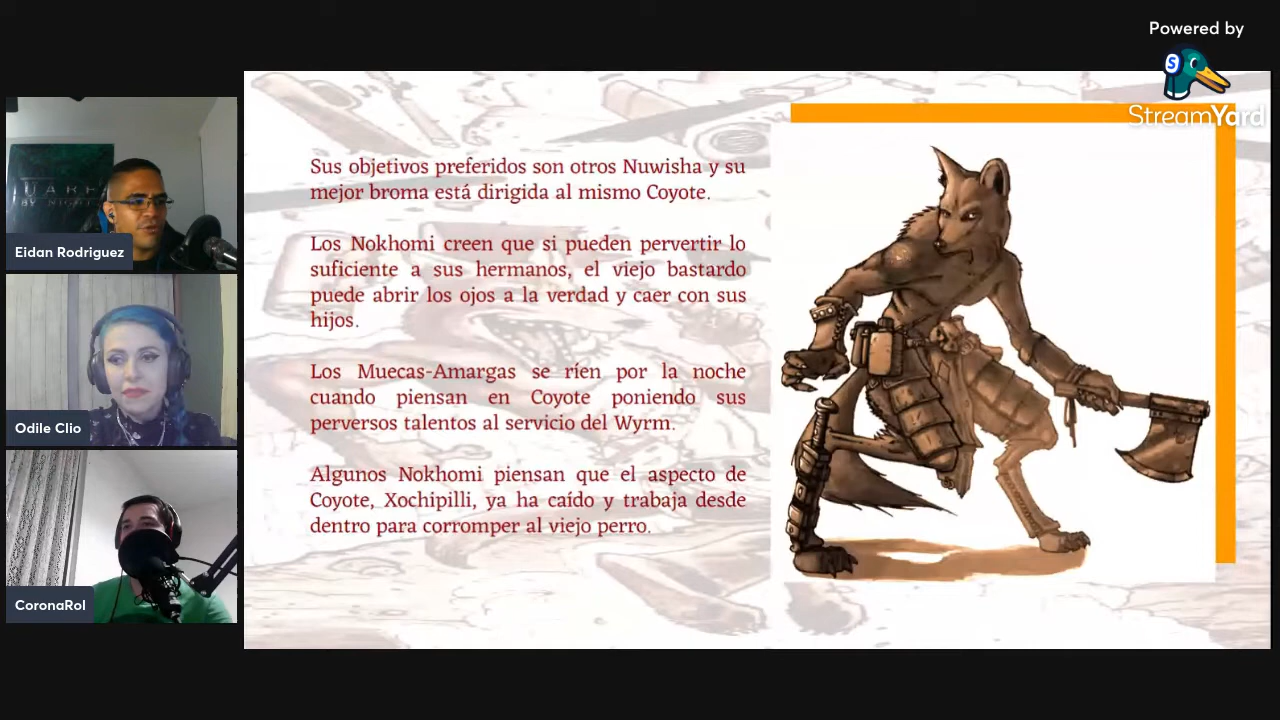 Powered by
StreamYard
S
UARE
BY NIGHT
Eidan Rodriguez
Odile Clio
CoronaRol
Sus objetivos preferidos son otros Nuwisha y su
mejor broma está dirigida al mismo Coyote.
Los Nokhomi creen que si pueden pervertir lo
suficiente a sus hermanos, el viejo bastardo
puede abrir los ojos a la verdad y caer con sus
hijos.
Los Muecas-Amargas se ríen por la noche
cuando piensan en Coyote poniendo sus
perversos talentos al servicio del Wyrm.
Algunos Nokhomi piensan que el aspecto de
Coyote, Xochipilli, ya ha caído y trabaja desde
dentro para corromper al viejo perro.